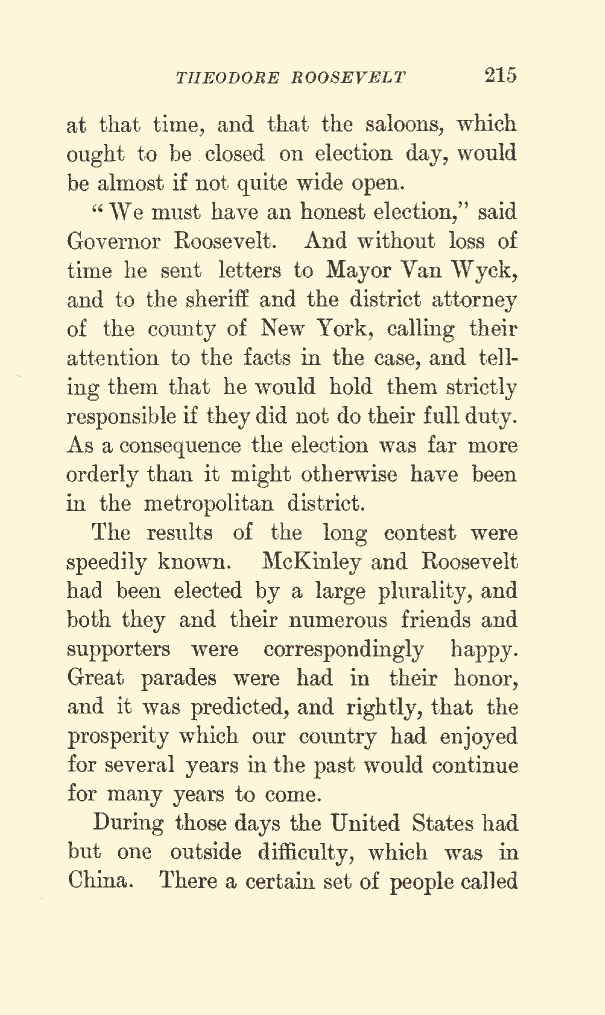 THEODORE ROOSEVELT 215
at that time, and that the saloons, which
ought to be closed on election day, would
be almost if not quite wide open.
“We must have an honest election,” said
Governor Roosevelt. And without loss of
time he sent letters to Mayor Van Wyck,
and to the sheriff and the district attorney
of the county of New York, calling their
attention to the facts in the case, and tell-
ing them that he would hold them strictly
responsible if they did not do their full duty.
As a consequence the election was far more
orderly than it might otherwise have been
in the metropolitan district.
The results of the long contest were
speedily known. McKinley and Roosevelt
had been elected by a large plurality, and
both they and their numerous friends and
supporters were correspondingly happy.
Great parades were had in their honor,
and it was predicted, and rightly, that the
prosperity which our country had enjoyed
for several years in the past would continue
for many years to come.
During those days the United States had
but one outside difficulty, which was in
China. There a certain set of people called